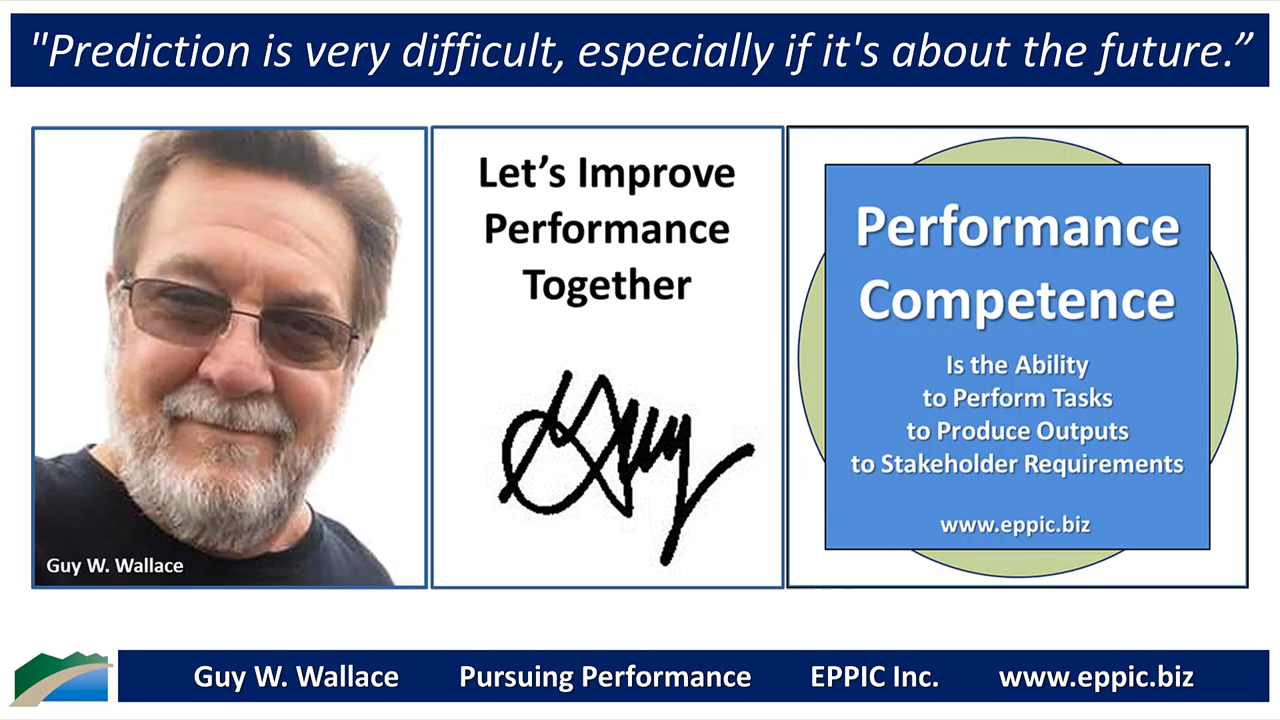 "Prediction is very difficult, especially if it's about the future.”
Guy W. Wallace
Let’s Improve
Performance
Together
Guy
Performance
Competence
Is the Ability
to Perform Tasks
to Produce Outputs
to Stakeholder Requirements
www.eppic.biz
Guy W. Wallace Pursuing Performance EPPIC Inc. www.eppic.biz